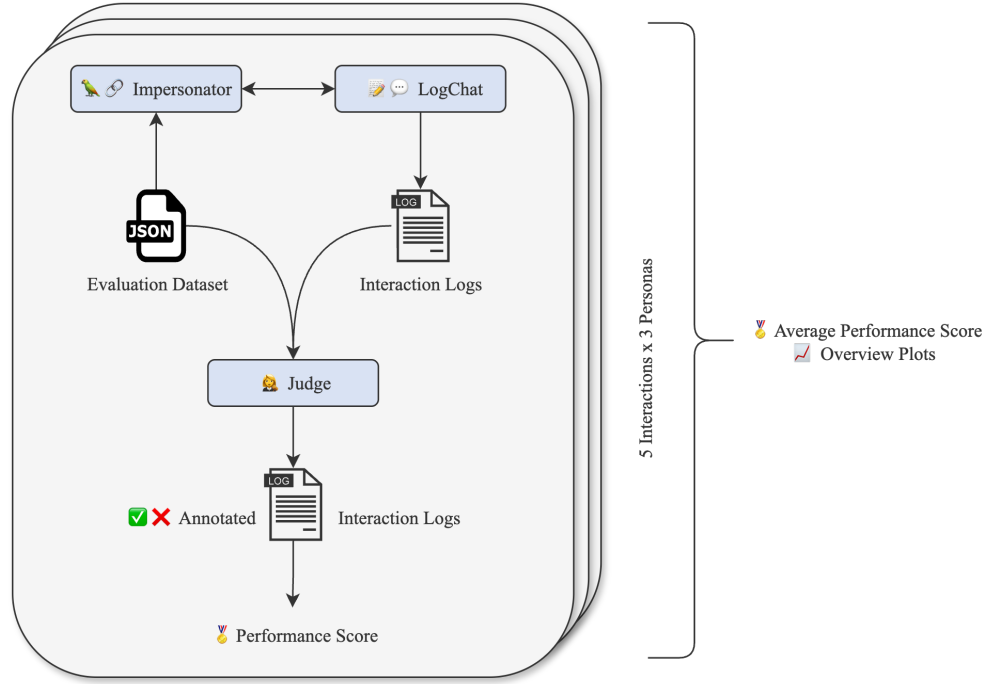 Impersonator
LogChat
JSON
LOG
Evaluation Dataset
Interaction Logs
Judge
LOG
Annotated
Interaction Logs
Performance Score
5 Interactions x 3 Personas
Average Performance Score
Overview Plots